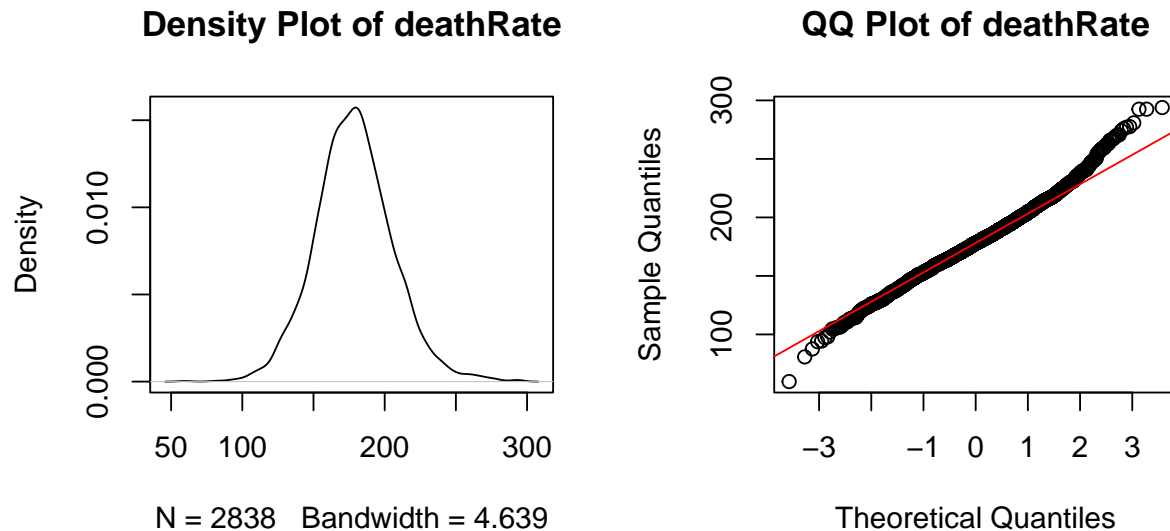 Density Plot of deathRate
Density
0.000
0.010
50 100 200 300
N = 2838 Bandwidth = 4.639
QQ Plot of deathRate
Sample Quantiles
100
200
300
−3 −1 0 1 2 3
Theoretical Quantiles